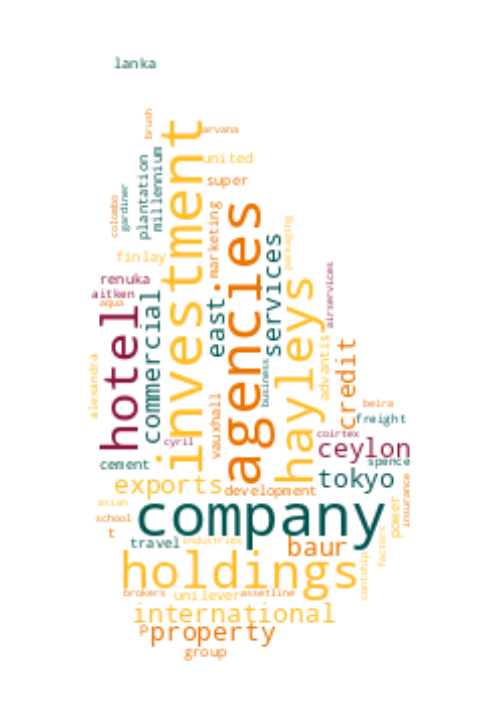 lanka
brush
arvana
investment
plantation
millennium
united
super
gardiner
colombo
marketing
agencies
packaging
east
services
finlay
hayleys
airservices
renuka
aitken
aqua
hotel
commercial
advantis
credit
alexandra
business
vauxhall
beira
freight
cyril
coirtex
ceylon
cement
spence
tokyo
exports
development
insurance
asian
company
power
school
t
travel
industries
baur
factors
holdings
contship
brokers
unilever
assetline
international
p
property
group